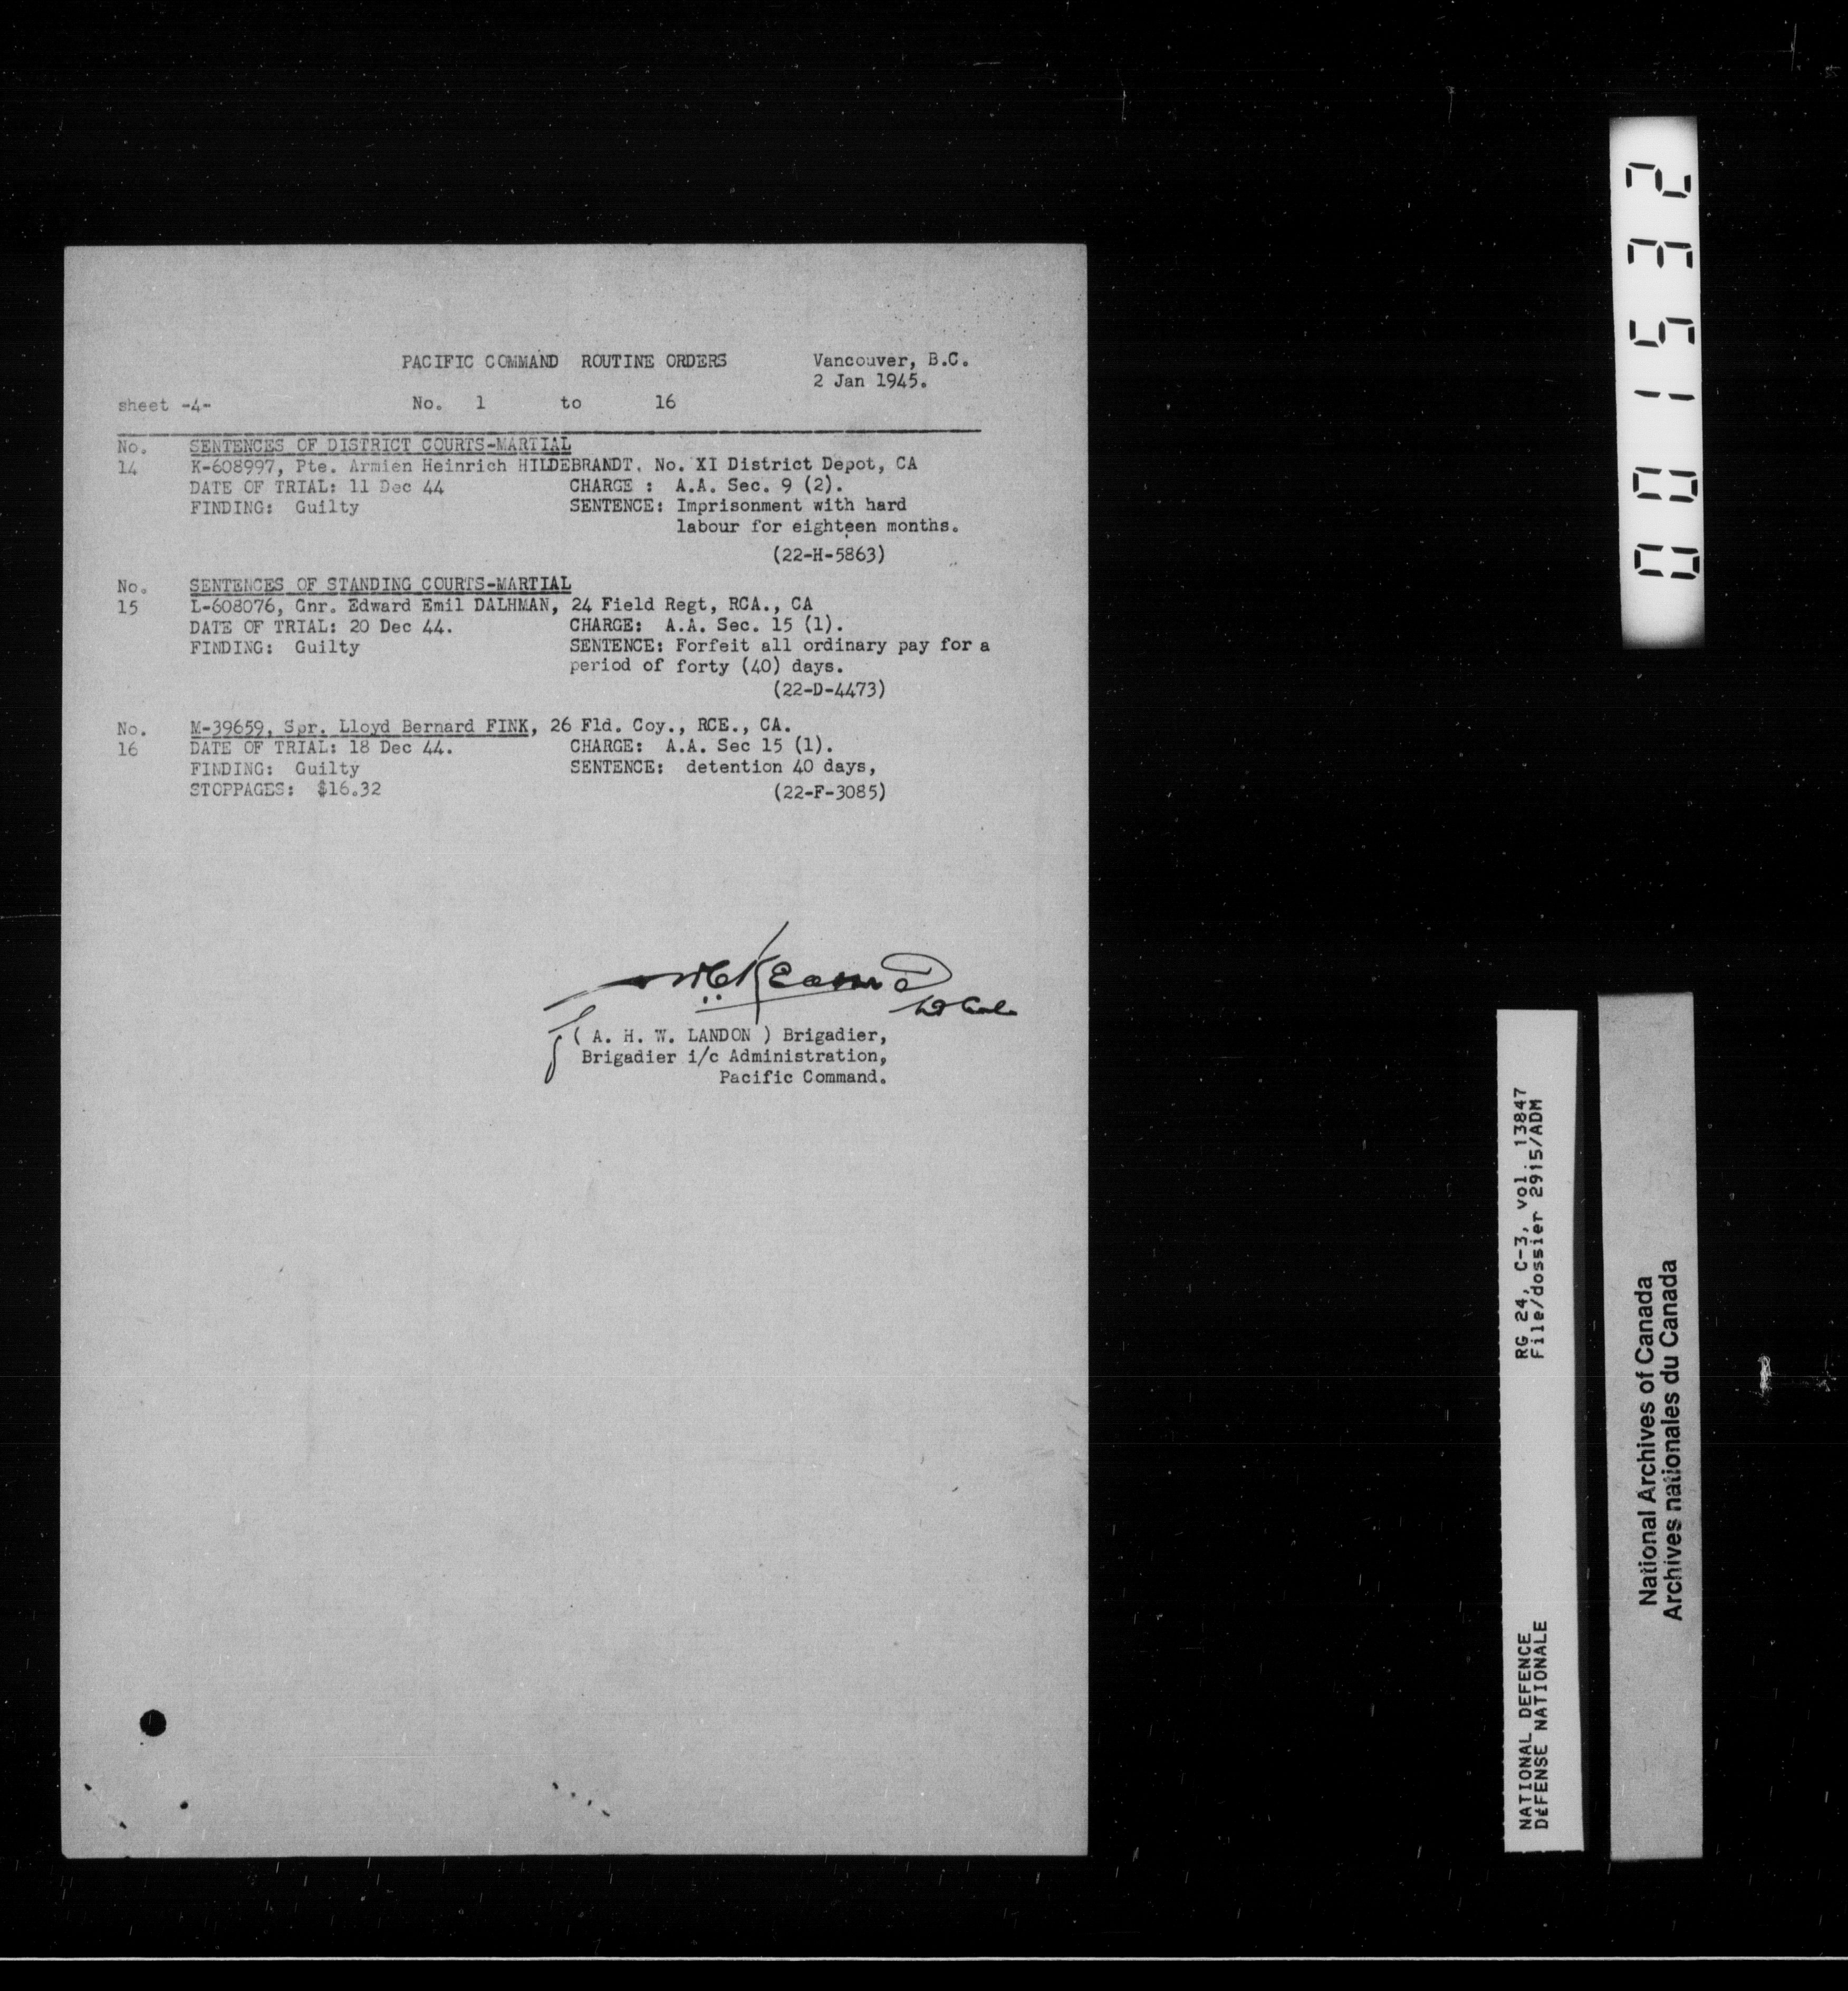 PACIFIC COMMAND ROUTINE ORDERS Vancouver, B.C.
2 Jan 1945.
sheet -4- No. 1 to 16
No. SENTENCES OF DISTRICT COURTS-MARTIAL
14 K-608997, Pte. Armien Heinrich HILDEBRANDT, No. XI District Depot, CA
DATE OF TRIAL: 11 Dec 44 CHARGE : A.A. Sec. 9 (2).
FINDING: Guilty SENTENCE: Imprisonment with hard
labour for eighteen months.
(22-H-5863)
No. SENTENCES OF STANDING COURTS-MARTIAL
15 L-608076, Gnr. Edward Emil DALHMAN, 24 Field Regt, RCA., CA
DATE OF TRIAL: 20 Dec 44. CHARGE: A.A. Sec. 15 (1).
FINDING: Guilty SENTENCE: Forfeit all ordinary pay for a
period of forty (40) days.
(22-D-4473)
No. M-39659, Spr. Lloyd Bernard FINK, 26 Fld. Coy., RCE., CA.
16 DATE OF TRIAL: 18 Dec 44. CHARGE: A.A. Sec 15 (1).
FINDING: Guilty SENTENCE: detention 40 days,
STOPPAGES: $16.32 (22-F-3085)
( A. H. W. LANDON ) Brigadier,
Brigadier i/c Administration,
Pacific Command.
001532
RG 24, C-3, vol. 13847
File/dossier 2915/ADM
NATIONAL DEFENCE
DÉFENSE NATIONALE
National Archives of Canada
Archives nationales du Canada